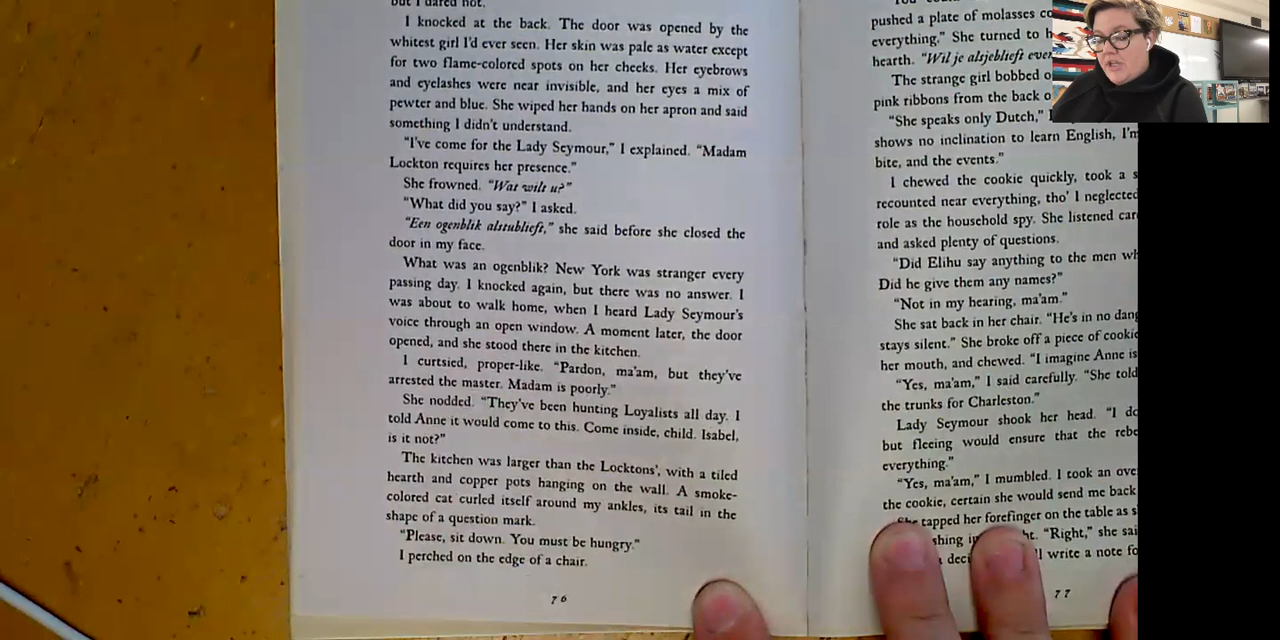 but I dared not.
I knocked at the back. The door was opened by the
whitest girl I'd ever seen. Her skin was pale as water except
for two flame-colored spots on her cheeks. Her eyebrows
and eyelashes were near invisible, and her eyes a mix of
pewter and blue. She wiped her hands on her apron and said
something I didn't understand.
"I've come for the Lady Seymour," I explained. "Madam
Lockton requires her presence."
She frowned. "Wat wilt u?"
"What did you say?" I asked.
"Een ogenblik alstublieft," she said before she closed the
door in my face.
What was an ogenblik? New York was stranger every
passing day. I knocked again, but there was no answer. I
was about to walk home, when I heard Lady Seymour's
voice through an open window. A moment later, the door
opened, and she stood there in the kitchen.
I curtsied, proper-like. "Pardon, ma'am, but they've
arrested the master. Madam is poorly."
She nodded. "They've been hunting Loyalists all day. I
told Anne it would come to this. Come inside, child. Isabel,
is it not?"
The kitchen was larger than the Locktons', with a tiled
hearth and copper pots hanging on the wall. A smoke-
colored cat curled itself around my ankles, its tail in the
shape of a question mark.
"Please, sit down. You must be hungry."
I perched on the edge of a chair.
76
pushed a plate of molasses
everything." She turned to
hearth. "Wil je alsjeblieft
The strange girl bobbed
pink ribbons from the back
"She speaks only Dutch,"
shows no inclination to learn English, I'm
bite, and the events."
I chewed the cookie quickly, took a
recounted near everything, tho' I neglected
role as the household spy. She listened
and asked plenty of questions.
"Did Elihu say anything to the men
Did he give them any names?"
"Not in my hearing, ma'am."
She sat back in her chair. "He's in no
stays silent." She broke off a piece of cookie
her mouth, and chewed. "I imagine Anne is
"Yes, ma'am," I said carefully. "She told
the trunks for Charleston."
Lady Seymour shook her head. "I
but fleeing would ensure that the
everything."
"Yes, ma'am," I mumbled. I took an
the cookie, certain she would send me back
She tapped her forefinger on the table as
"Right," she
write a note
77